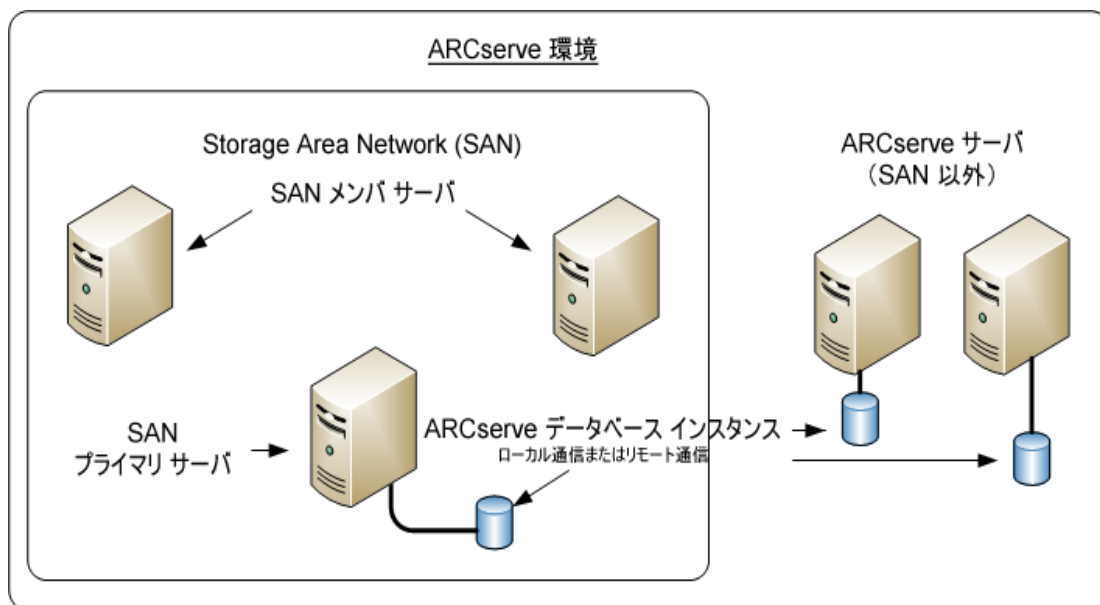 ARCserve 環境
Storage Area Network (SAN)
SAN メンバ サーバ
ARCserve サーバ
（SAN 以外）
SAN
プライマリ サーバ
ARCserve データベース インスタンス
ローカル通信またはリモート通信